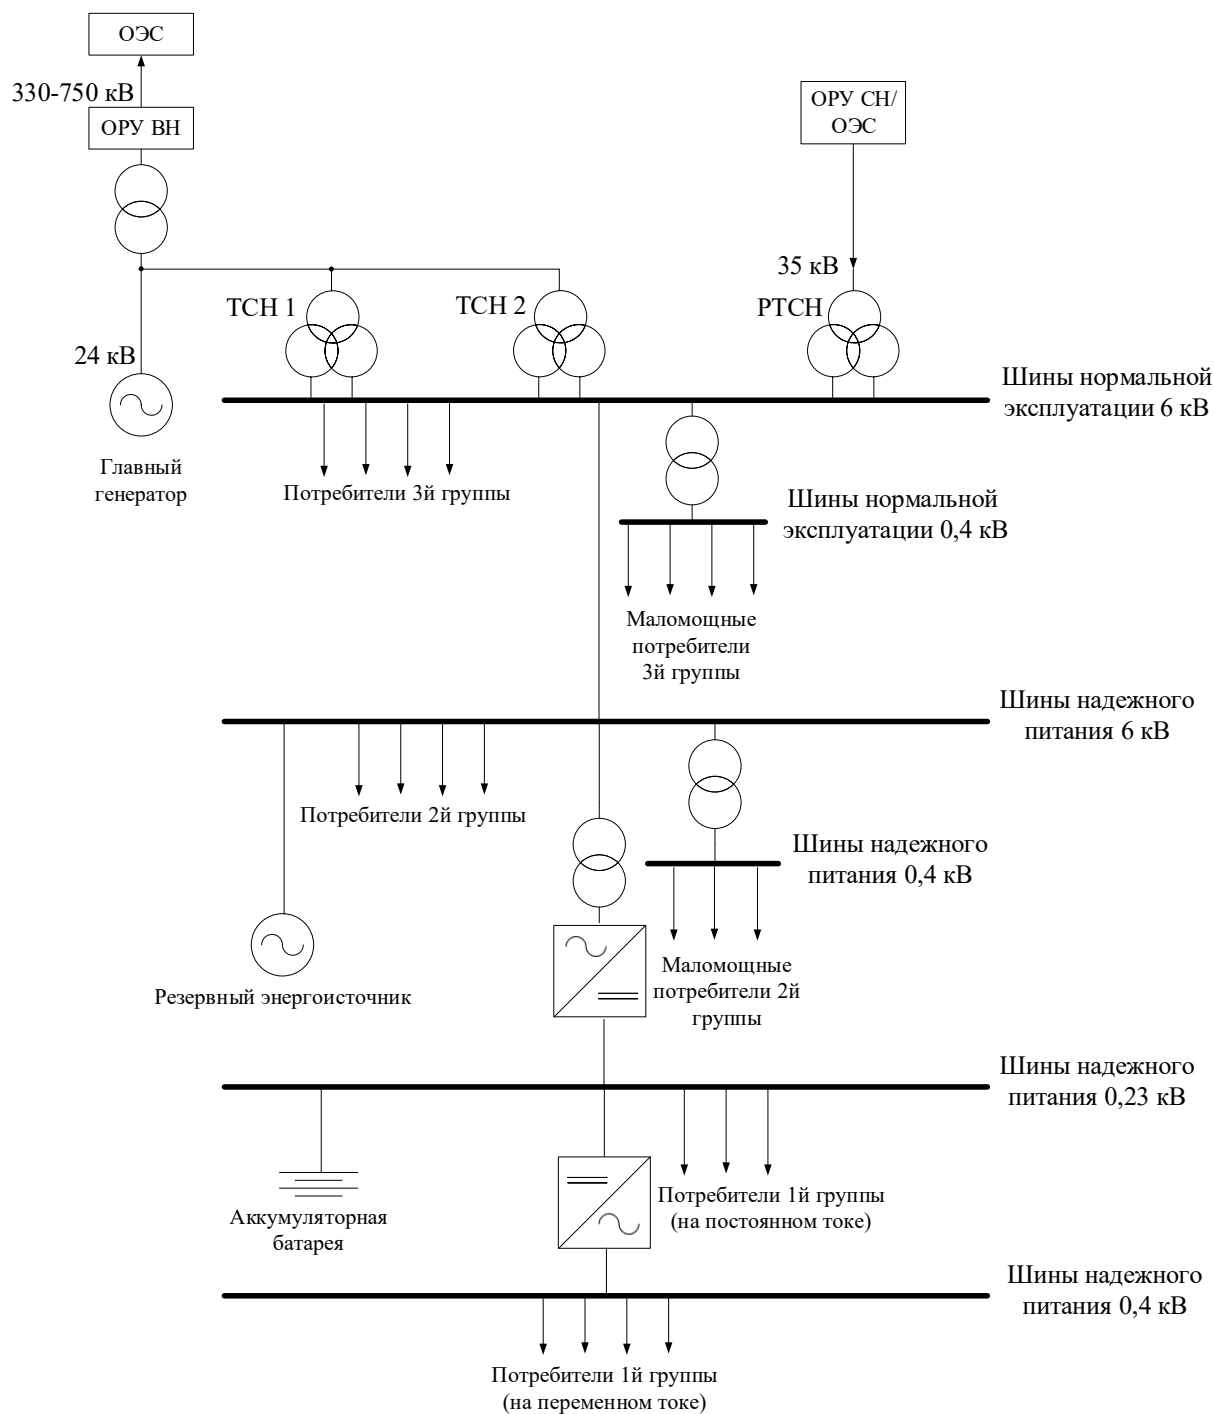 ОЭС
330-750 кВ
ОРУ ВН
ОРУ СН/
ОЭС
35 кВ
ТСН 1
ТСН 2
РТСН
24 кВ
Шины нормальной
эксплуатации 6 кВ
Главный
генератор
Потребители 3й группы
Шины нормальной
эксплуатации 0,4 кВ
Маломощные
потребители
3й группы
Шины надежного
питания 6 кВ
Потребители 2й группы
Шины надежного
питания 0,4 кВ
Маломощные
потребители 2й
группы
Резервный энергоисточник
Шины надежного
питания 0,23 кВ
Потребители 1й группы
(на постоянном токе)
Аккумуляторная
батарея
Шины надежного
питания 0,4 кВ
Потребители 1й группы
(на переменном токе)